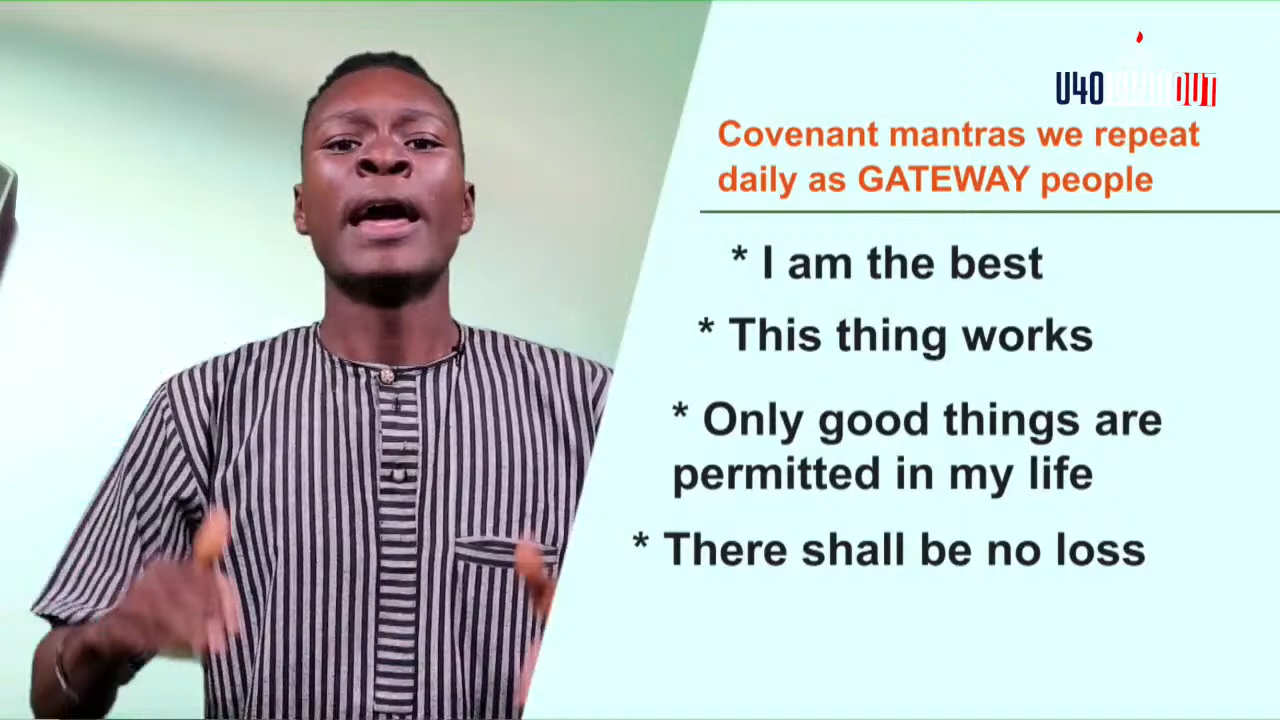 U40
Covenant mantras we repeat
daily as GATEWAY people
* I am the best
* This thing works
* Only good things are
permitted in my life
* There shall be no loss